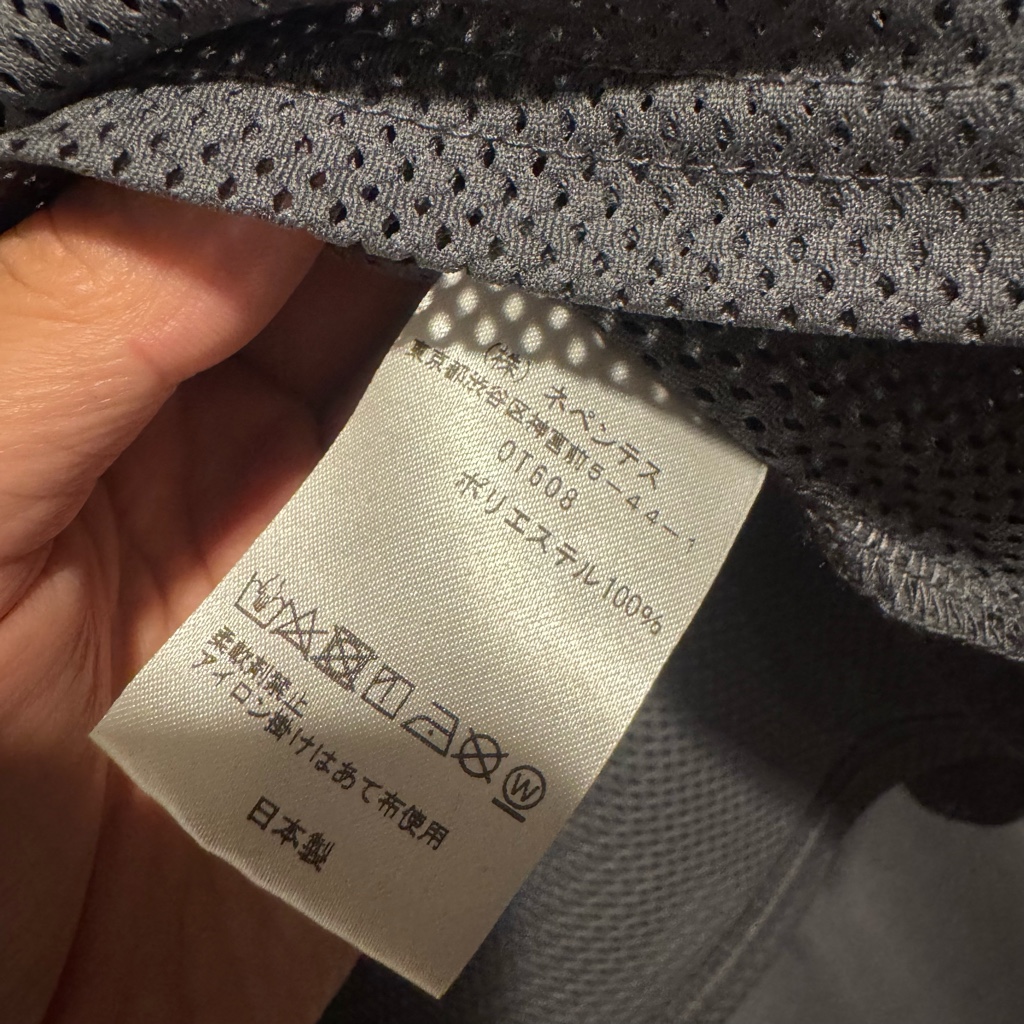 (株) ネペンテス
東京都渋谷区神宮前5-44-1
OT608
ポリエステル100%
W
柔軟剤禁止
アイロン掛けはあて布使用
日本製